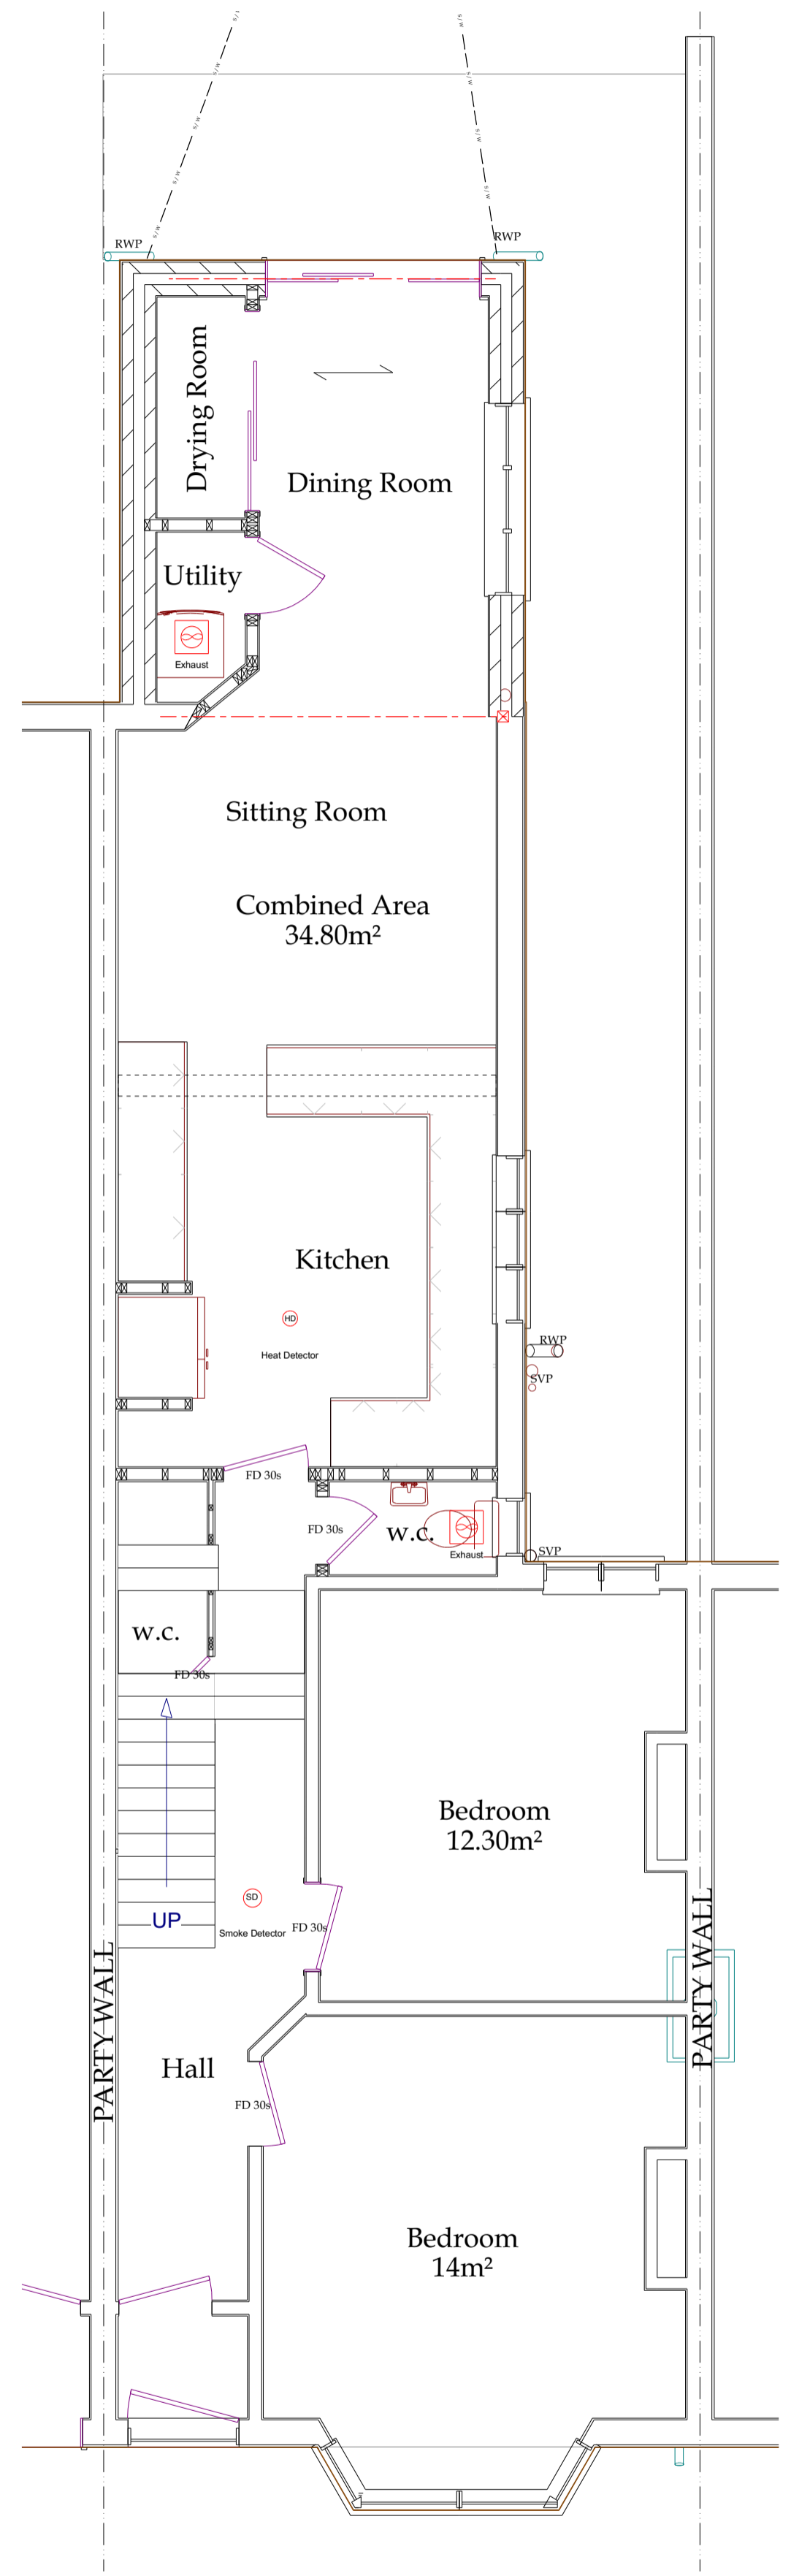 S/W
S/W
S/W
S/W
S/W
S/W
S/W
S/W
RWP
RWP
Drying Room
Dining Room
Utility
Exhaust
Sitting Room
Combined Area
34.80m²
Kitchen
HD
Heat Detector
RWP
SVP
FD 30s
FD 30s
w.c.
Exhaust
SVP
w.c.
FD 30s
Bedroom
12.30m²
SD
Smoke Detector
FD 30s
UP
PARTY WALL
PARTY WALL
Hall
FD 30s
Bedroom
14m²